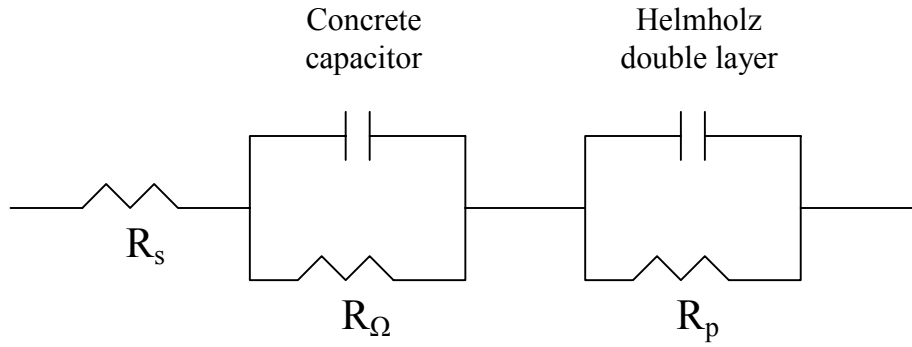 Concrete
capacitor
Helmholz
double layer
Rs
RΩ
Rp